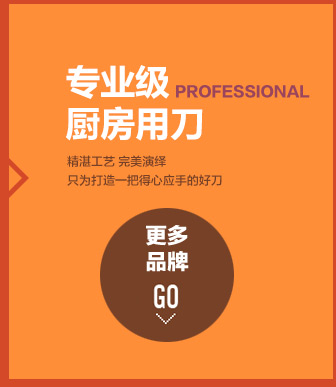 专业级 PROFESSIONAL
厨房用刀
精湛工艺 完美演绎
只为打造一把得心应手的好刀
更多
品牌
GO